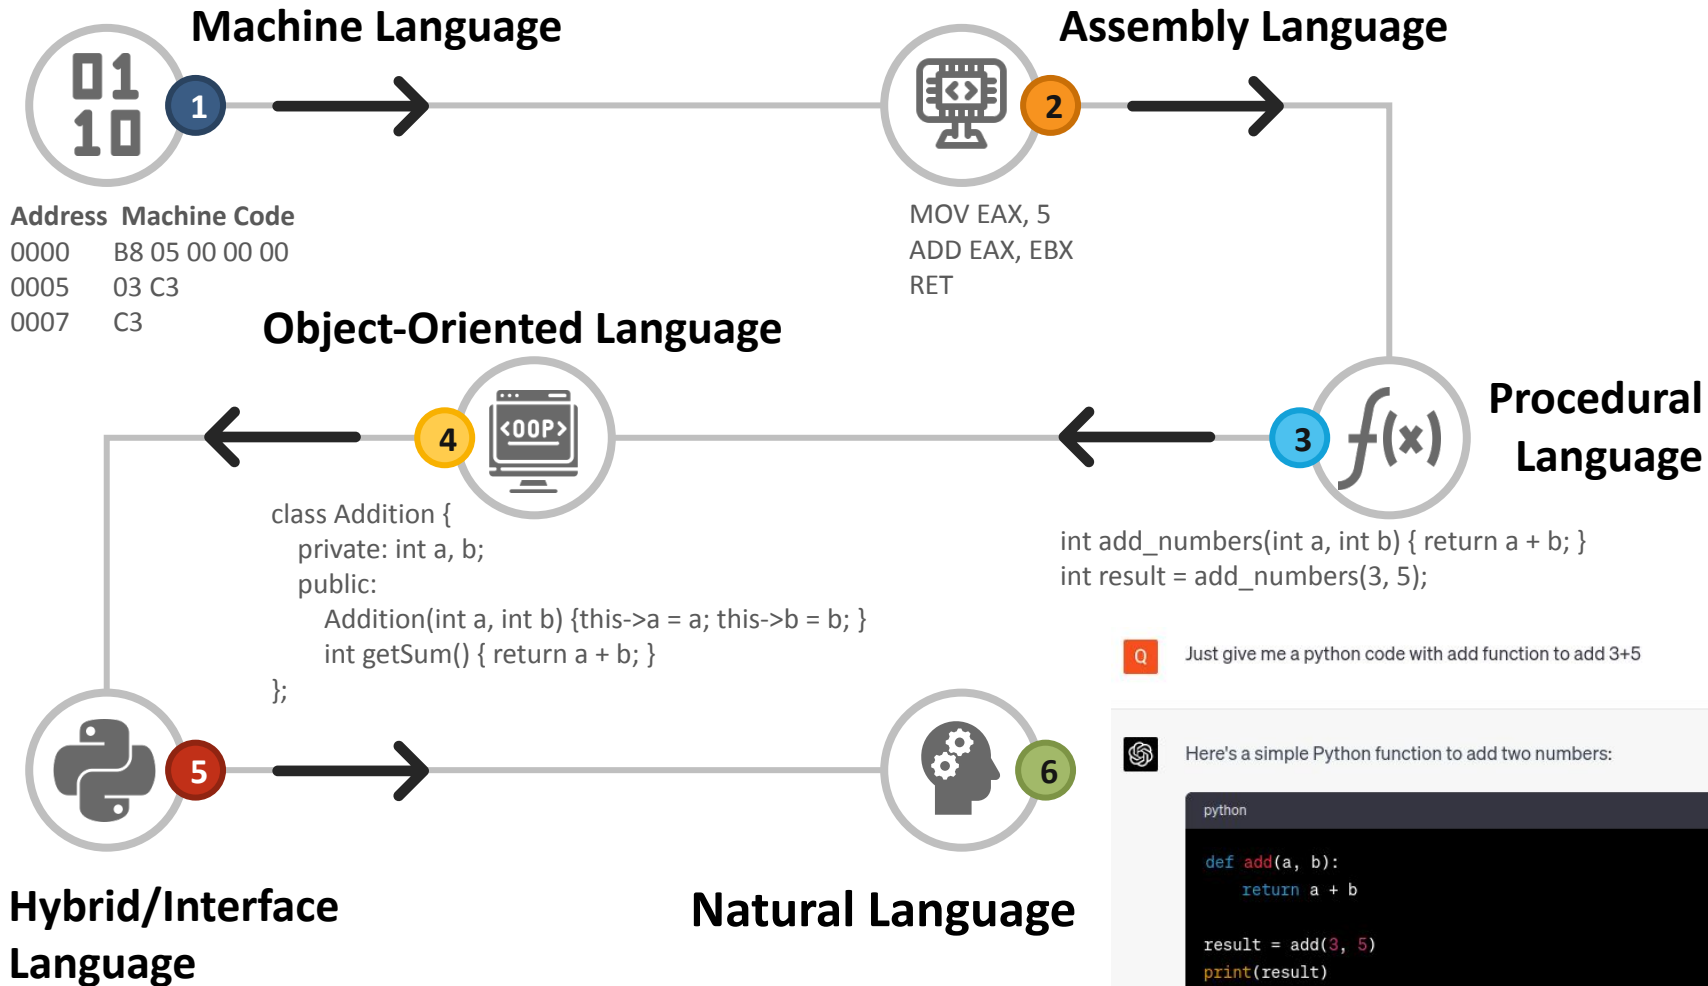 Machine Language
01
10
1
Address Machine Code
0000 B8 05 00 00 00
0005 03 C3
0007 C3
Assembly Language
<>
2
MOV EAX, 5
ADD EAX, EBX
RET
Procedural
Language
f(x)
3
int add_numbers(int a, int b) { return a + b; }
int result = add_numbers(3, 5);
Object-Oriented Language
<OOP>
4
class Addition {
private: int a, b;
public:
Addition(int a, int b) {this->a = a; this->b = b; }
int getSum() { return a + b; }
};
5
Hybrid/Interface
Language
6
Natural Language
Q
Just give me a python code with add function to add 3+5
Here's a simple Python function to add two numbers:
python
def add(a, b):
return a + b
result = add(3, 5)
print(result)